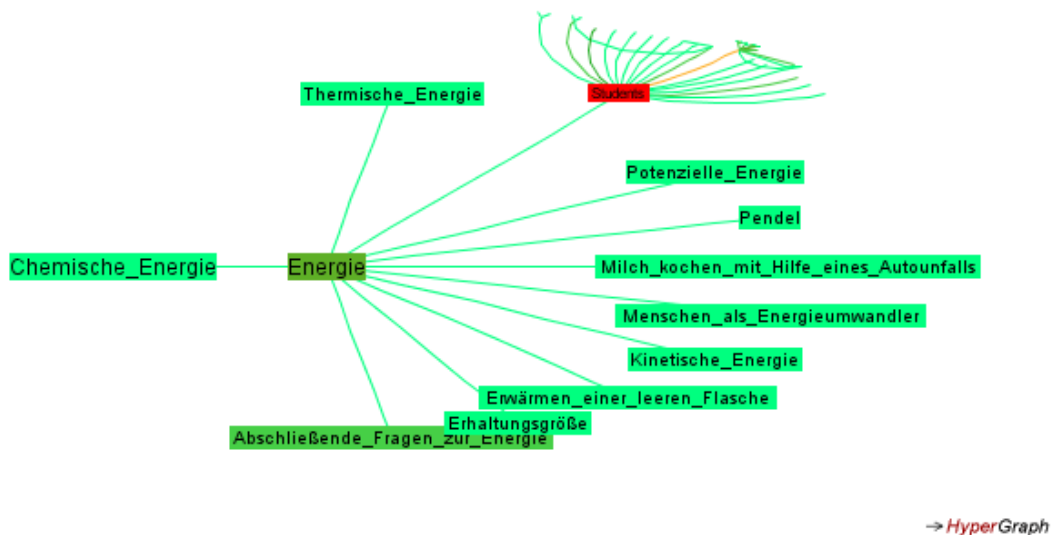 Students
Thermische_Energie
Potenzielle_Energie
Pendel
Chemische_Energie
Energie
Milch_kochen_mit_Hilfe_eines_Autounfalls
Menschen_als_Energieumwandler
Kinetische_Energie
Erwärmen_einer_leeren_Flasche
Erhaltungsgröße
Abschließende_Fragen_zur_Energie
→ HyperGraph